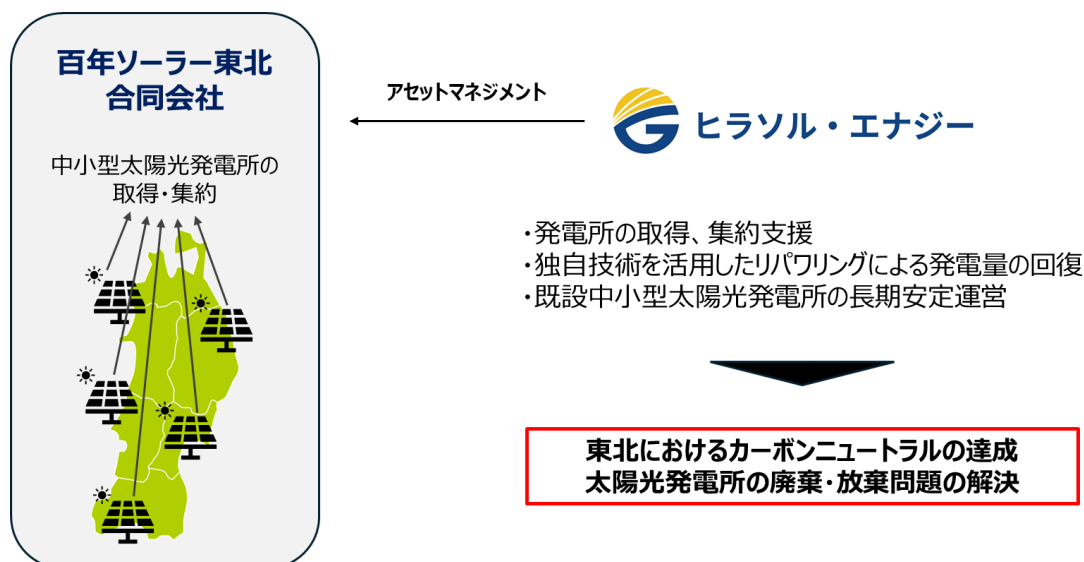 百年ソーラー東北
合同会社
中小型太陽光発電所の
取得・集約
アセットマネジメント
ヒラソル・エナジー
・発電所の取得、集約支援
・独自技術を活用したリパワリングによる発電量の回復
・既設中小型太陽光発電所の長期安定運営
東北におけるカーボンニュートラルの達成
太陽光発電所の廃棄・放棄問題の解決